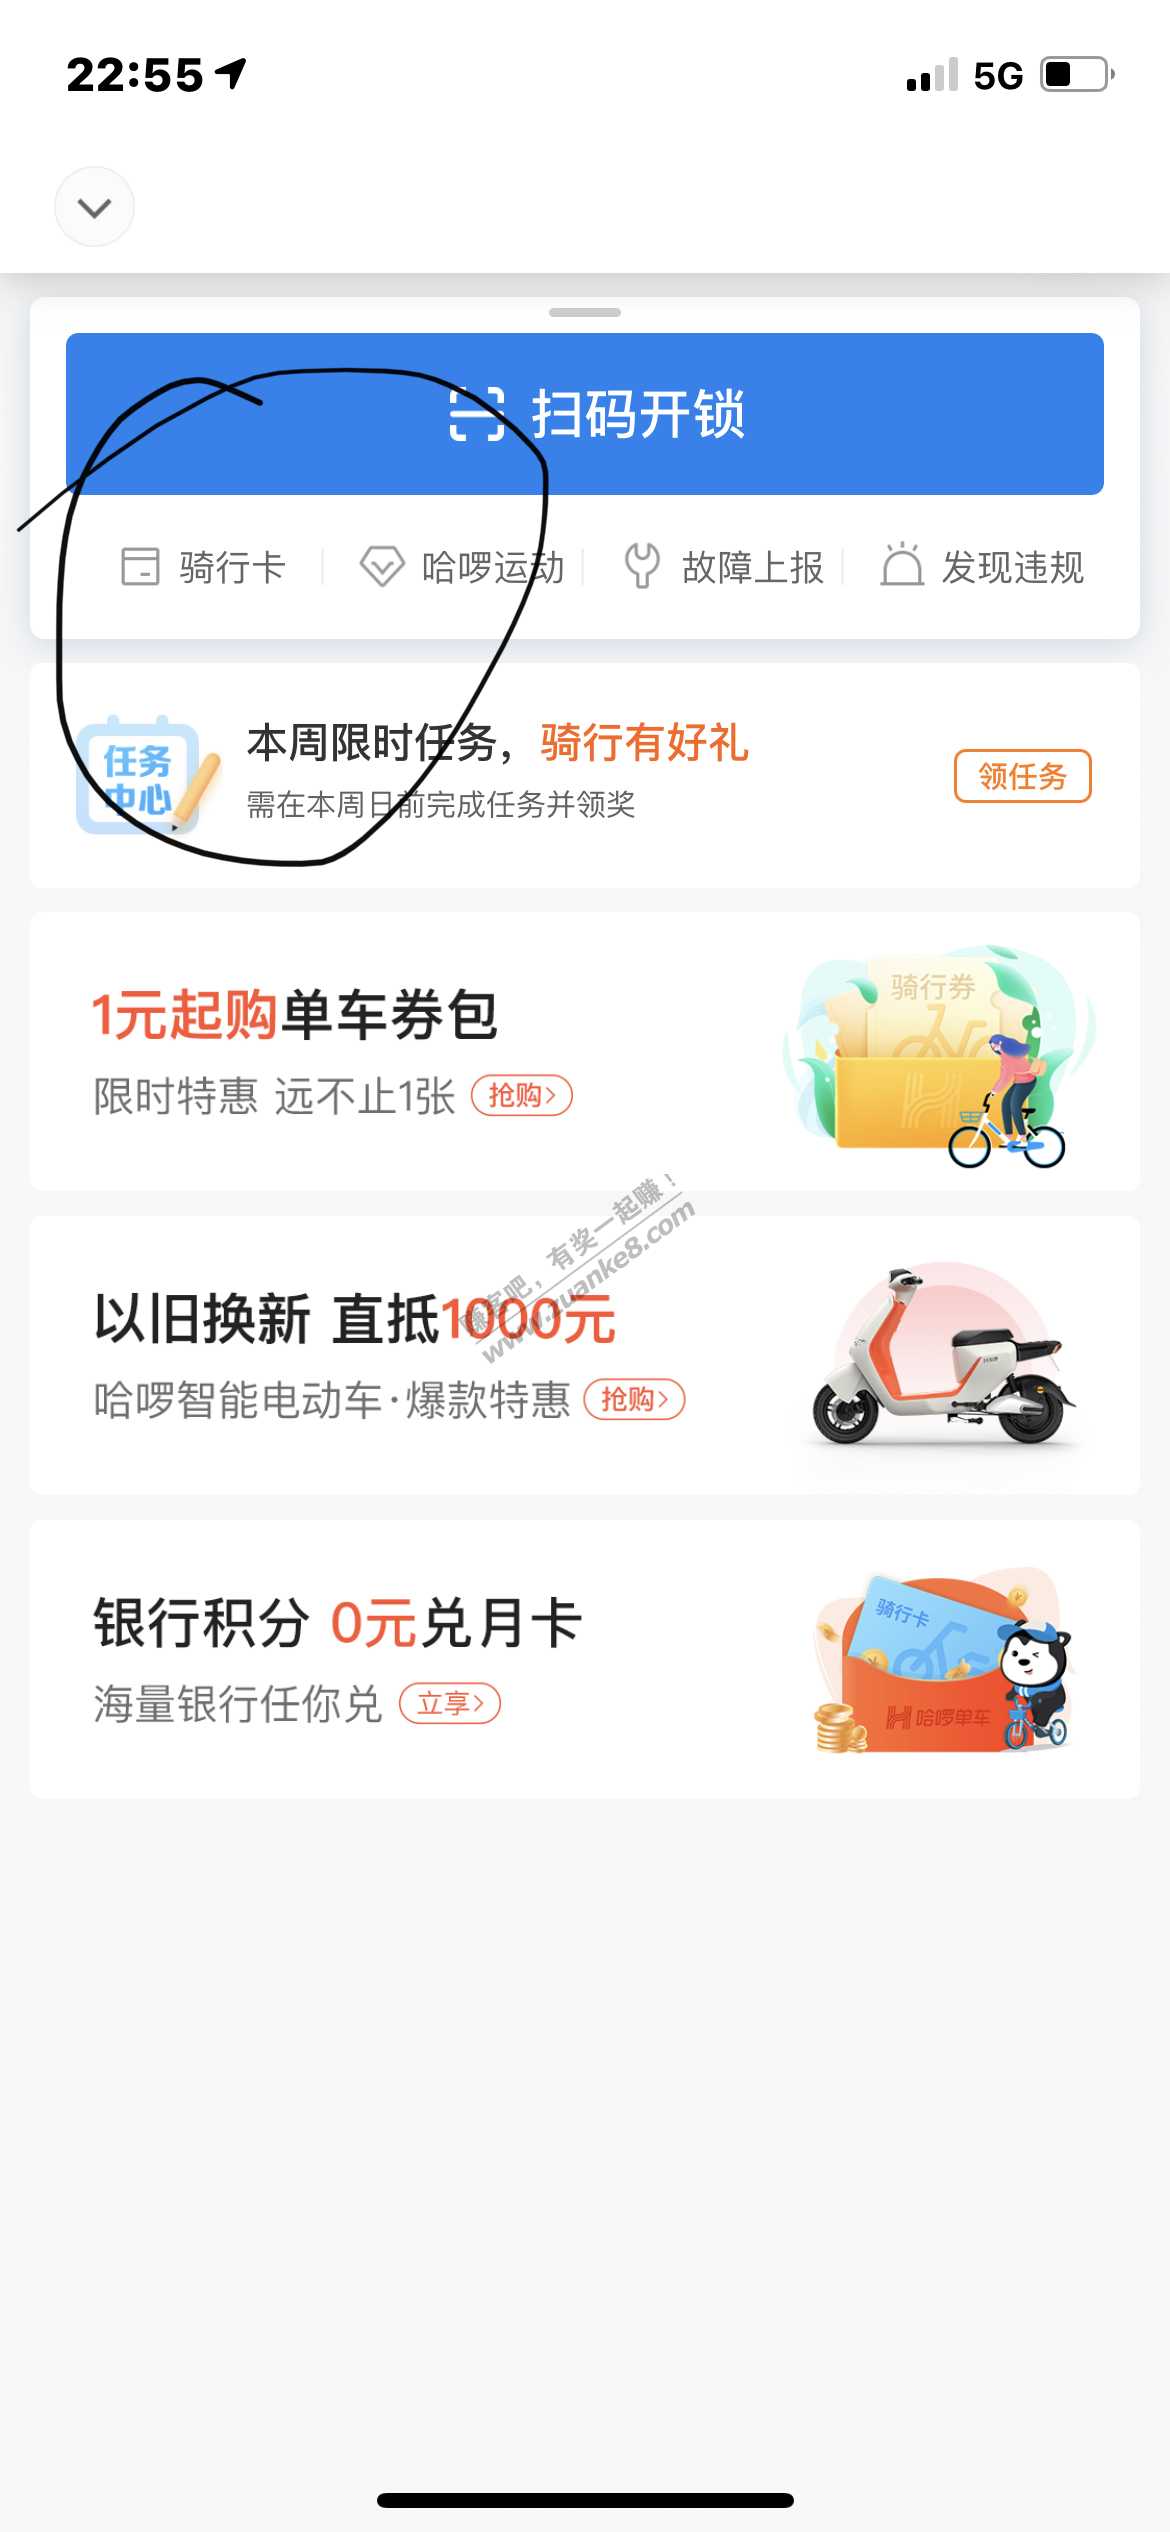 22:55
5G
扫码开锁
骑行卡
哈啰运动
故障上报
发现违规
任务
中心
本周限时任务，骑行有好礼
需在本周日前完成任务并领奖
领任务
1元起购单车券包
限时特惠 远不止1张
抢购>
骑行券
赚客吧，有奖一起赚！
www.zuanke8.com
以旧换新 直抵1000元
哈啰智能电动车·爆款特惠
抢购>
银行积分 0元兑月卡
海量银行任你兑
立享>
骑行卡
哈啰单车